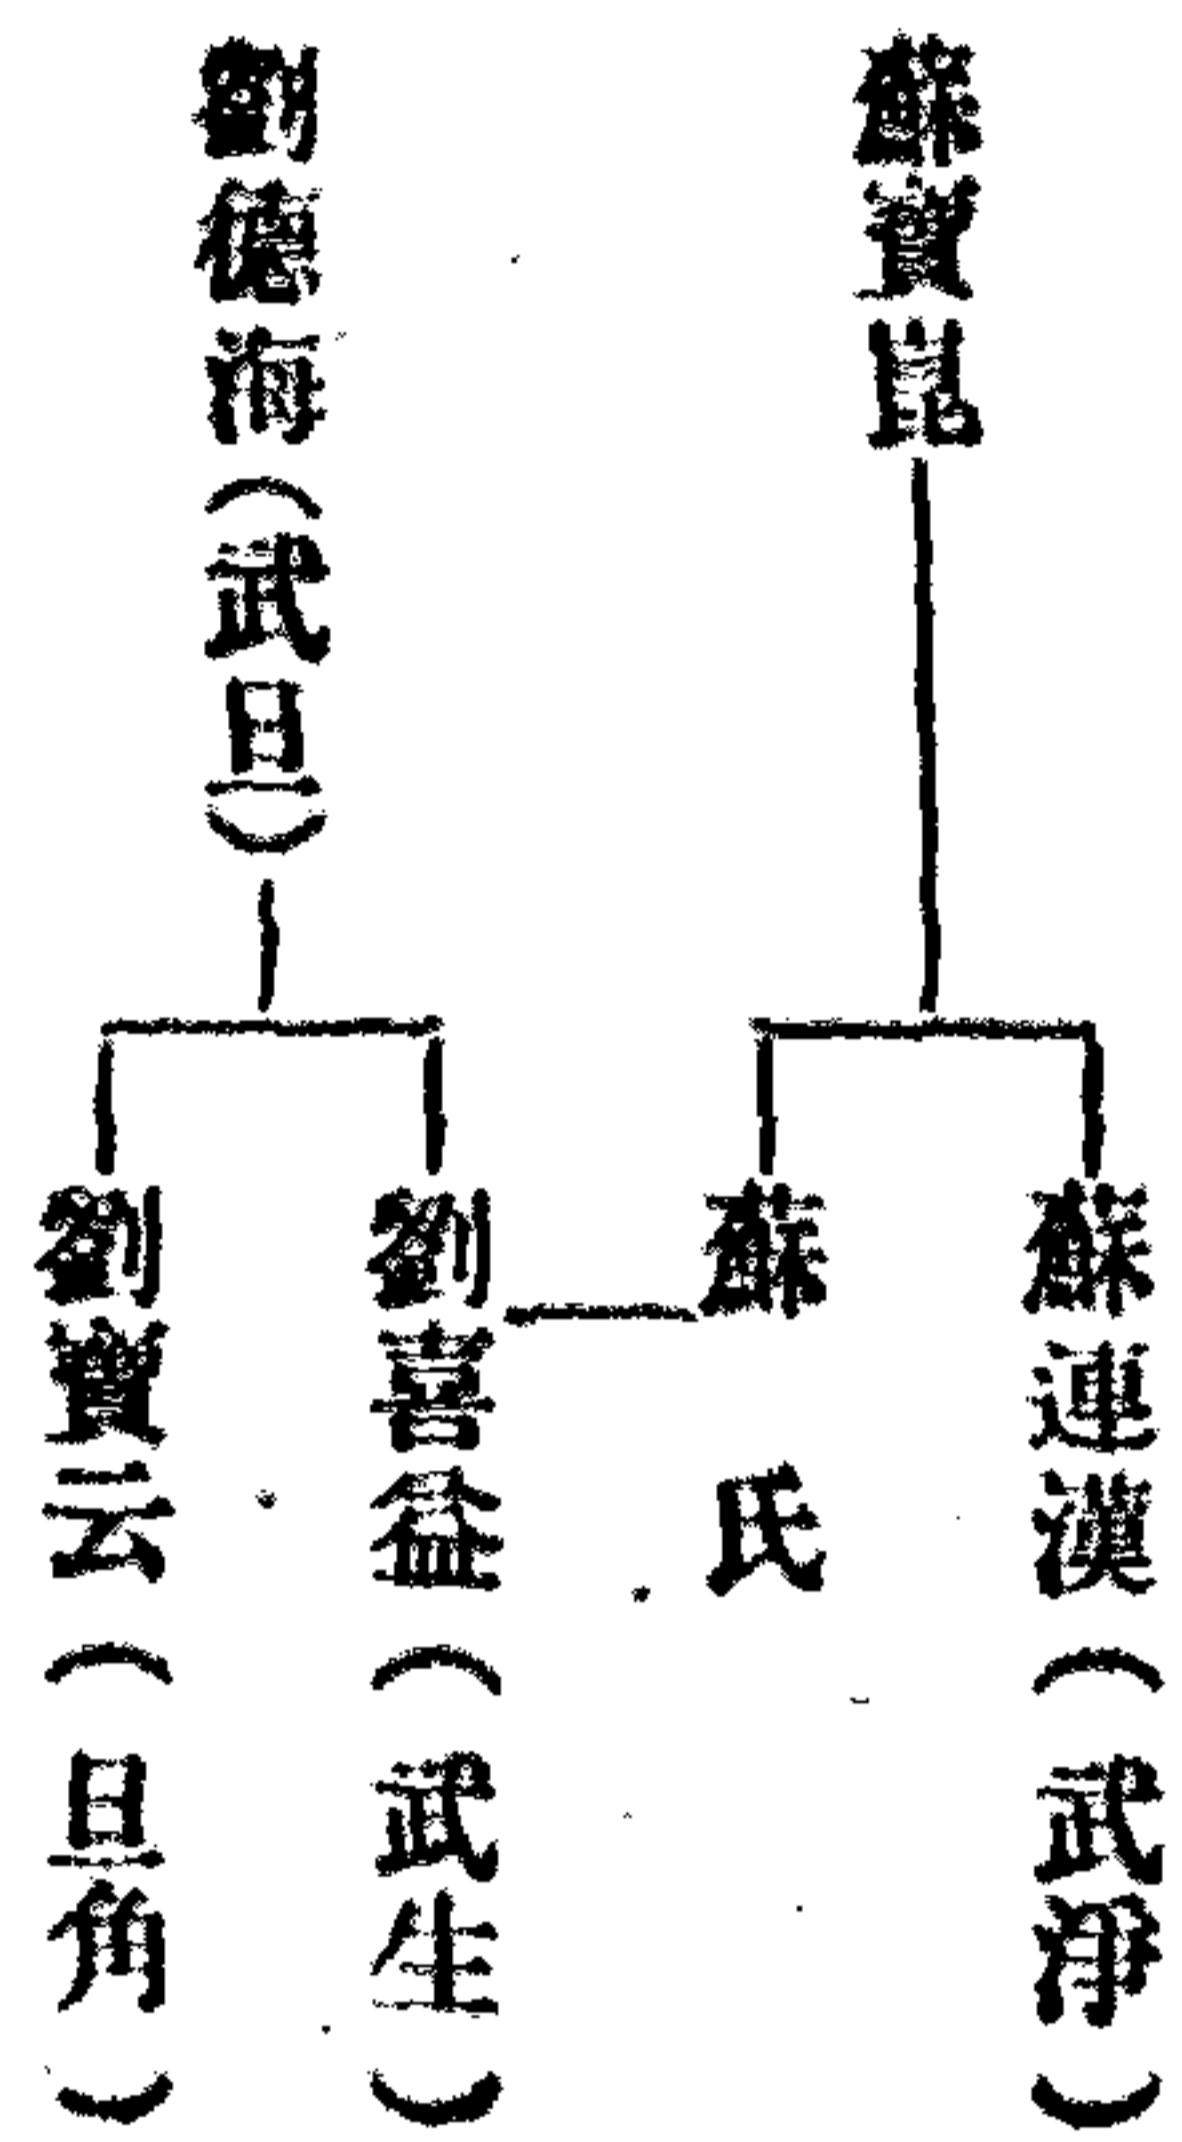 蘇寶昆
劉德海（武旦）
蘇連漢（武淨）
蘇氏
劉喜益（武生）
劉寶云（旦角）